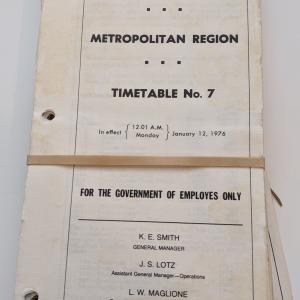 METROPOLITAN REGION
TIMETABLE No. 7
In effect { 12.01 A.M. Monday } January 12, 1976
FOR THE GOVERNMENT OF EMPLOYES ONLY
K. E. SMITH
GENERAL MANAGER
J. S. LOTZ
Assistant General Manager—Operations
L. W. MAGLIONE